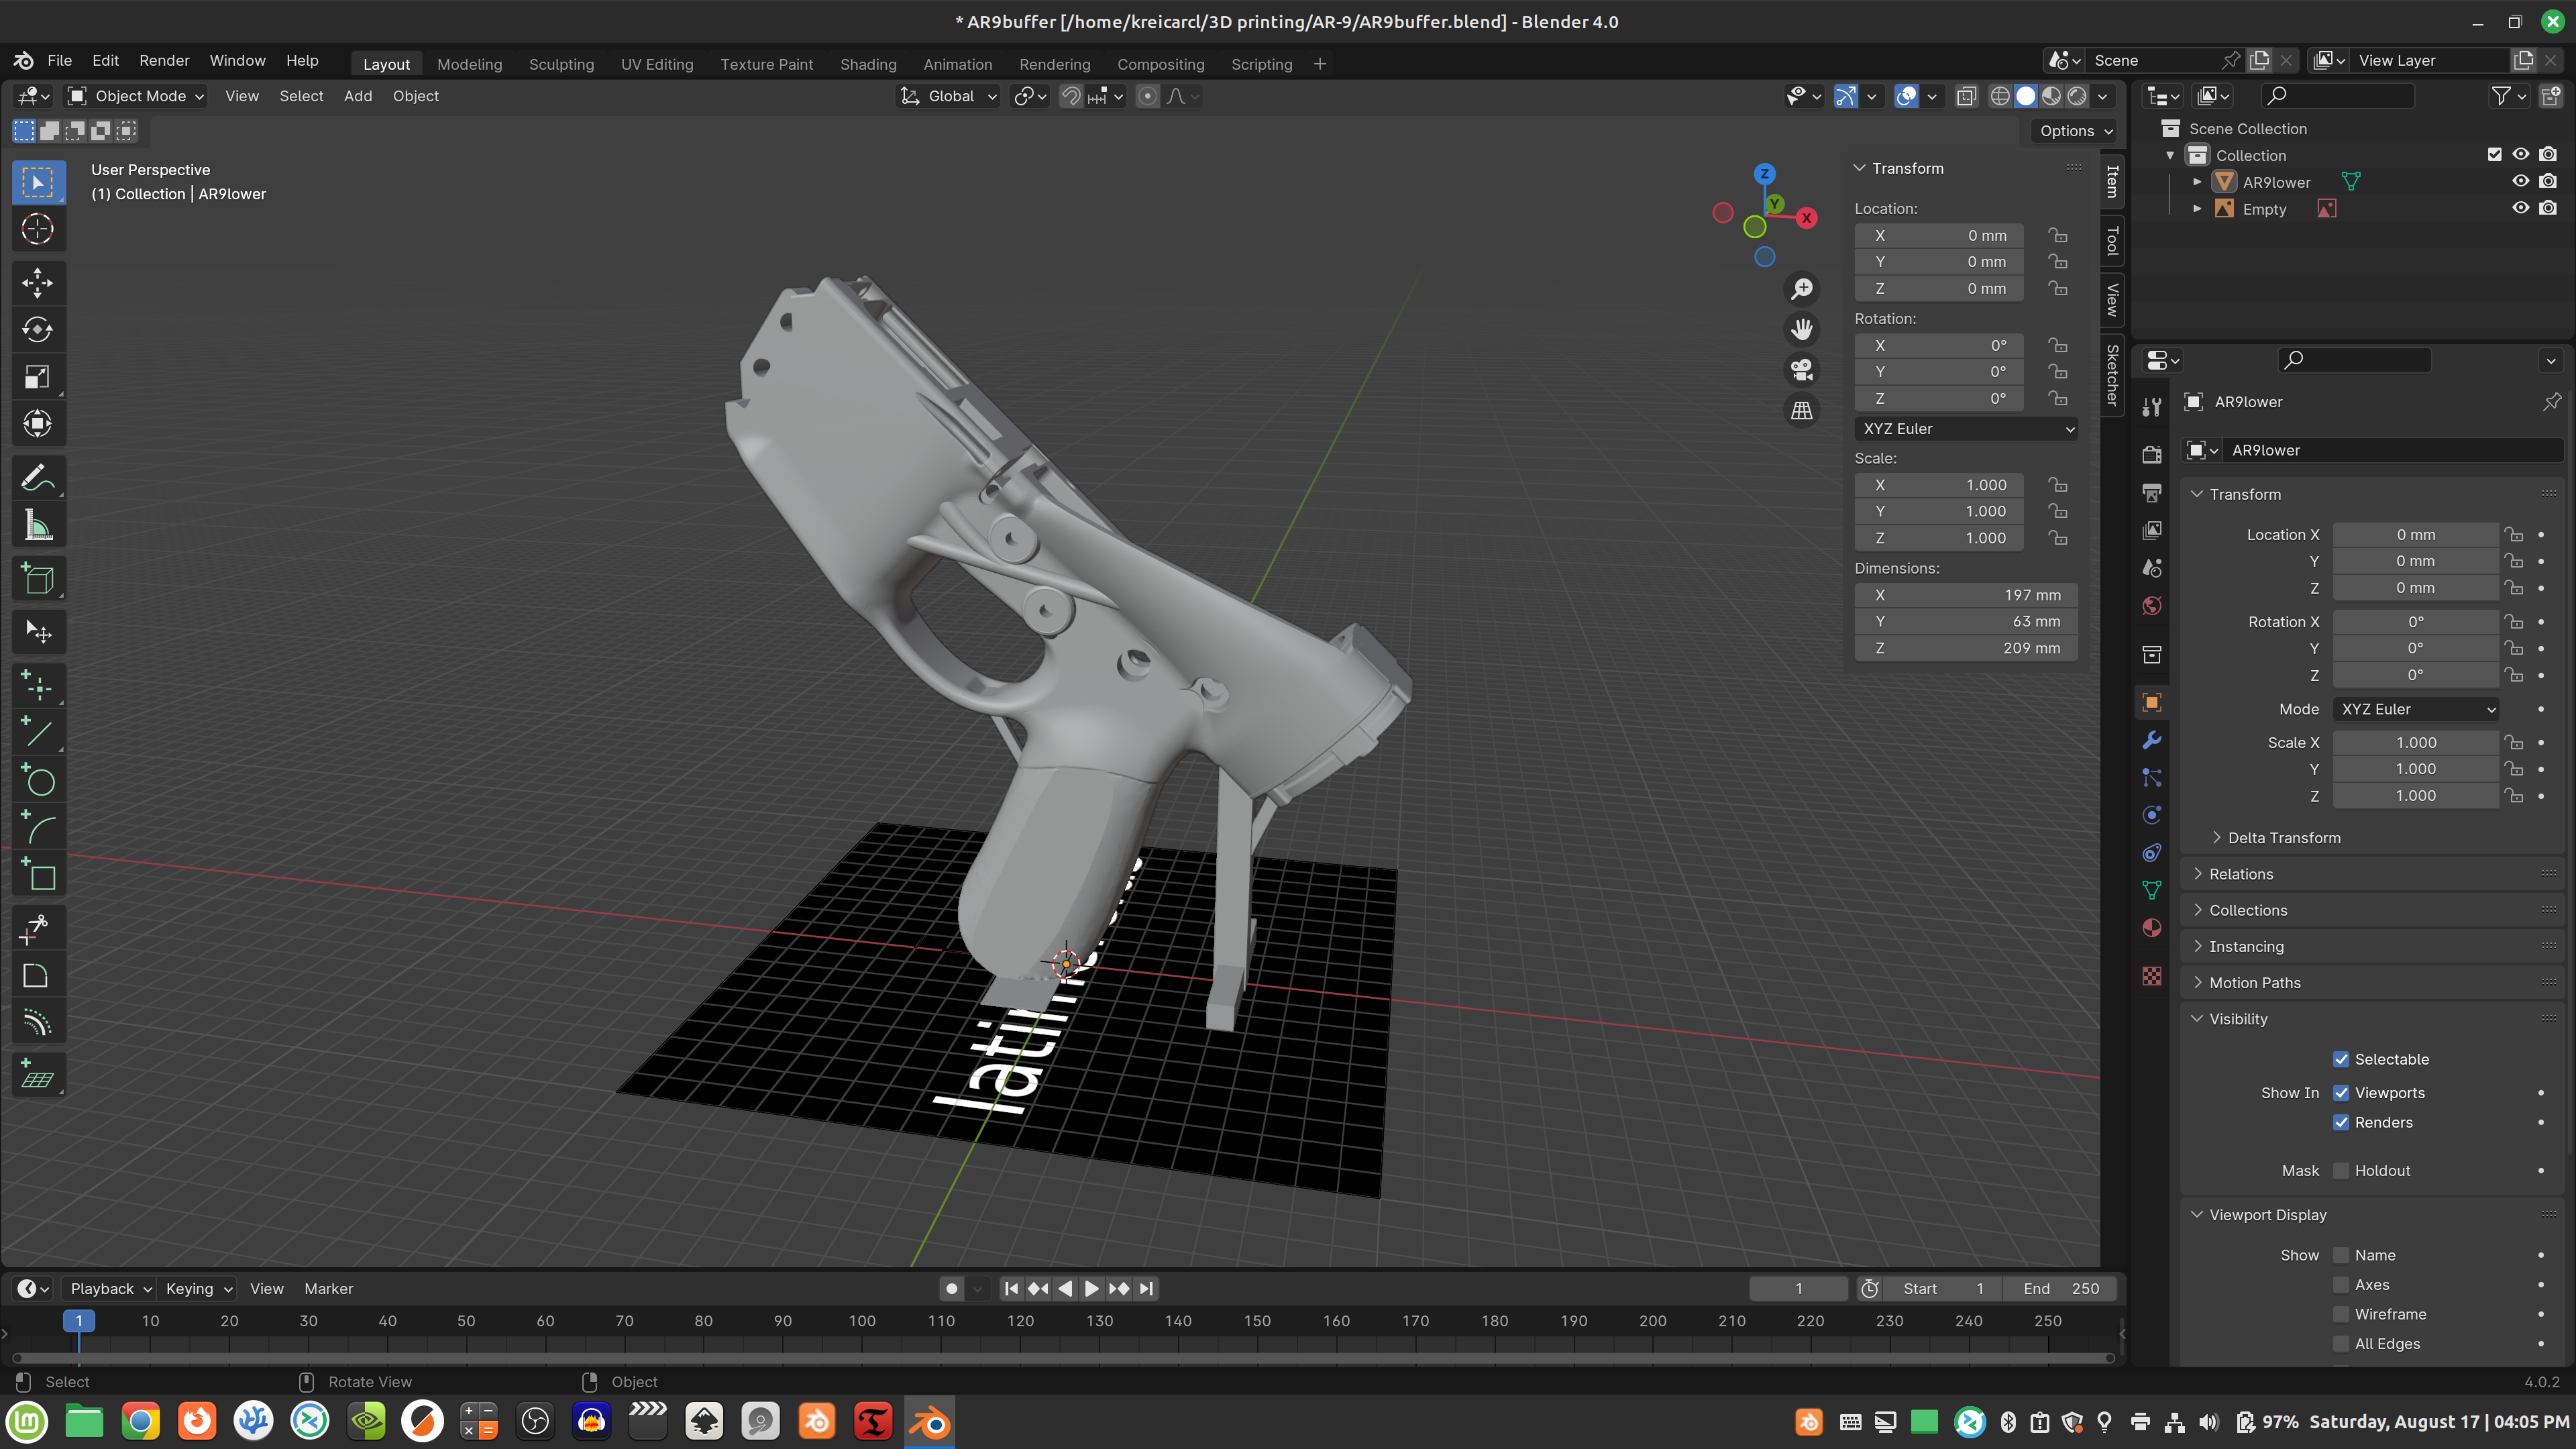 * AR9buffer [/home/kreicarcl/3D printing/AR-9/AR9buffer.blend] - Blender 4.0
File Edit Render Window Help Layout Modeling Sculpting UV Editing Texture Paint Shading Animation Rendering Compositing Scripting + Scene View Layer
Object Mode View Select Add Object Global
Options
User Perspective
(1) Collection | AR9lower
Z
Y
X
Transform
Location:
X 0 mm
Y 0 mm
Z 0 mm
Rotation:
X 0°
Y 0°
Z 0°
XYZ Euler
Scale:
X 1.000
Y 1.000
Z 1.000
Dimensions:
X 197 mm
Y 63 mm
Z 209 mm
Item
Tool
View
Sketcher
Scene Collection
Collection
AR9lower
Empty
AR9lower
AR9lower
Transform
Location X 0 mm
Y 0 mm
Z 0 mm
Rotation X 0°
Y 0°
Z 0°
Mode XYZ Euler
Scale X 1.000
Y 1.000
Z 1.000
Delta Transform
Relations
Collections
Instancing
Motion Paths
Visibility
Selectable
Show In Viewports
Renders
Mask Holdout
Viewport Display
Show Name
Axes
Wireframe
All Edges
Playback Keying View Marker 1 Start 1 End 250
1 10 20 30 40 50 60 70 80 90 100 110 120 130 140 150 160 170 180 190 200 210 220 230 240 250
Select Rotate View Object 4.0.2
97% Saturday, August 17 | 04:05 PM